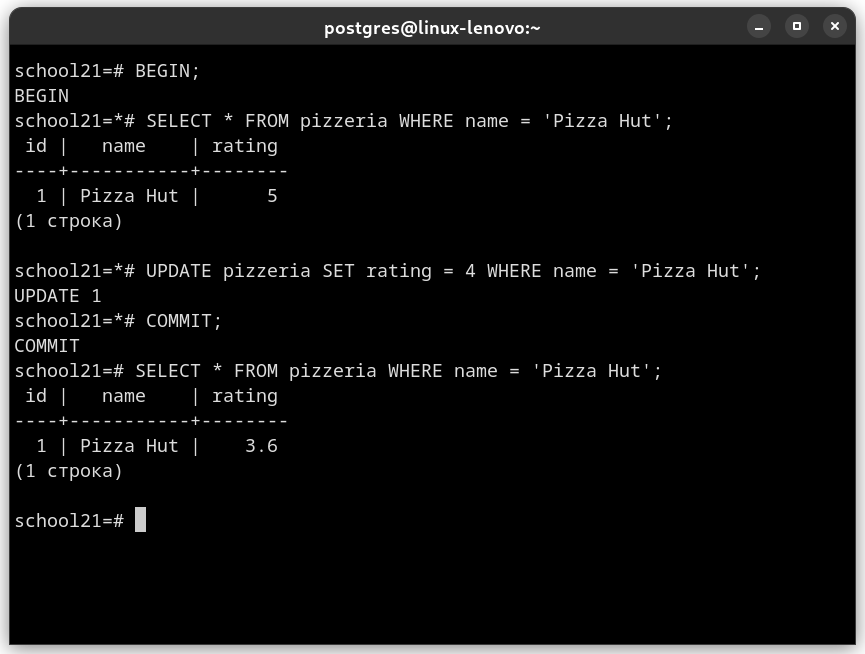 postgres@linux-lenovo:~
school21=# BEGIN;
BEGIN
school21=*# SELECT * FROM pizzeria WHERE name = 'Pizza Hut';
 id |   name    | rating
----+-----------+--------
  1 | Pizza Hut |      5
(1 строка)
school21=*# UPDATE pizzeria SET rating = 4 WHERE name = 'Pizza Hut';
UPDATE 1
school21=*# COMMIT;
COMMIT
school21=# SELECT * FROM pizzeria WHERE name = 'Pizza Hut';
 id |   name    | rating
----+-----------+--------
  1 | Pizza Hut |    3.6
(1 строка)
school21=#